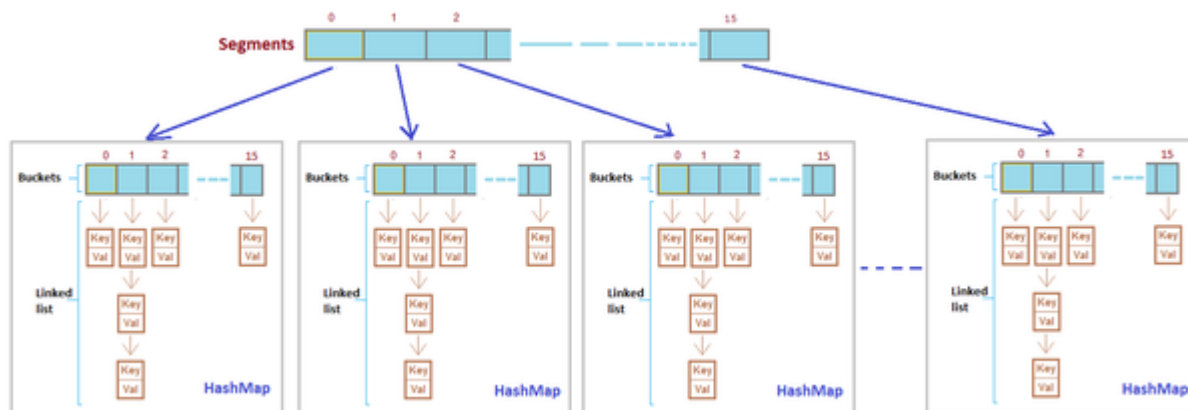 0 1 2 15
Segments
0 1 2 15
Buckets
Key Key Key Key
Val Val Val Val
Linked
list
Key
Val
Key
Val
HashMap
0 1 2 15
Buckets
Key Key Key Key
Val Val Val Val
Linked
list
Key
Val
Key
Val
HashMap
0 1 2 15
Buckets
Key Key Key Key
Val Val Val Val
Linked
list
Key
Val
Key
Val
HashMap
0 1 2 15
Buckets
Key Key Key Key
Val Val Val Val
Linked
list
Key
Val
Key
Val
HashMap